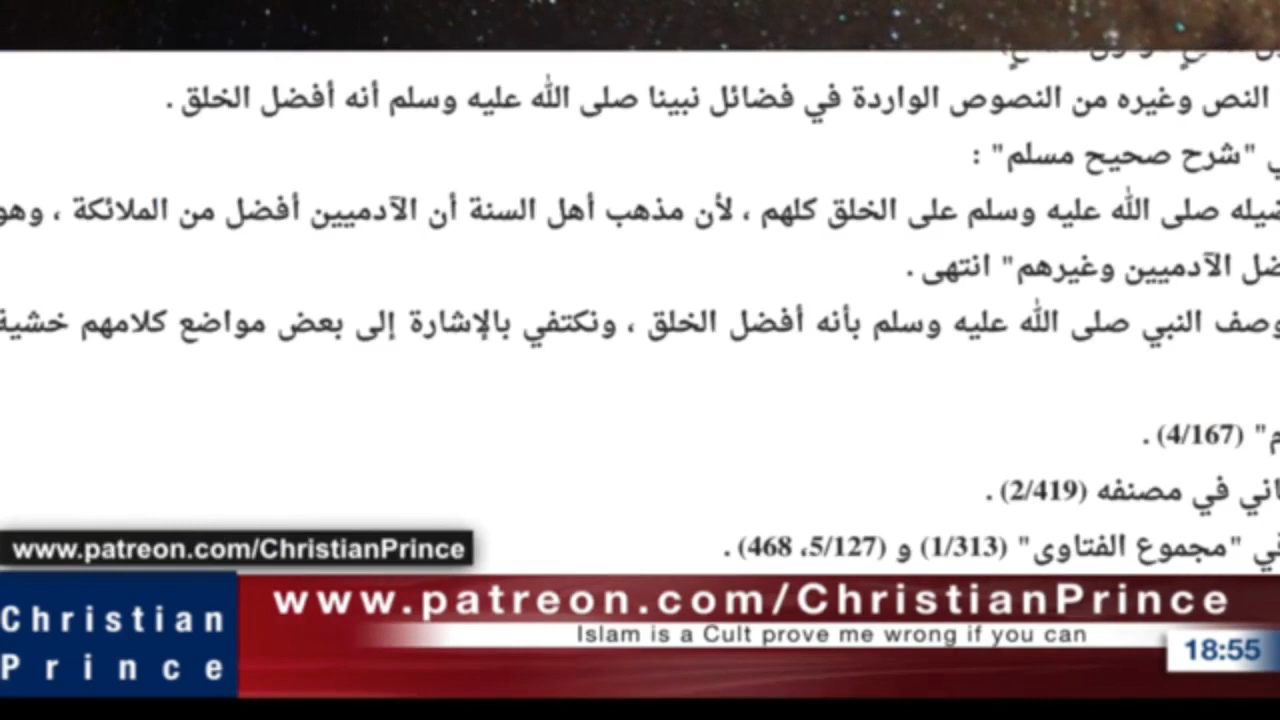 النص وغيره من النصوص الواردة في فضائل نبينا صلى الله عليه وسلم أنه أفضل الخلق .
"شرح صحيح مسلم" :
صلى الله عليه وسلم على الخلق كلهم ، لأن مذهب أهل السنة أن الآدميين أفضل من الملائكة ، وهو
الآدميين وغيرهم" انتهى .
النبي صلى الله عليه وسلم بأنه أفضل الخلق ، ونكتفي بالإشارة إلى بعض مواضع كلامهم خشية
" (4/167) .
في مصنفه (2/419) .
"مجموع الفتاوى" (1/313) و (5/127، 468) .
www.patreon.com/ChristianPrince
Christian
Prince
www.patreon.com/ChristianPrince
Islam is a Cult prove me wrong if you can
18:55